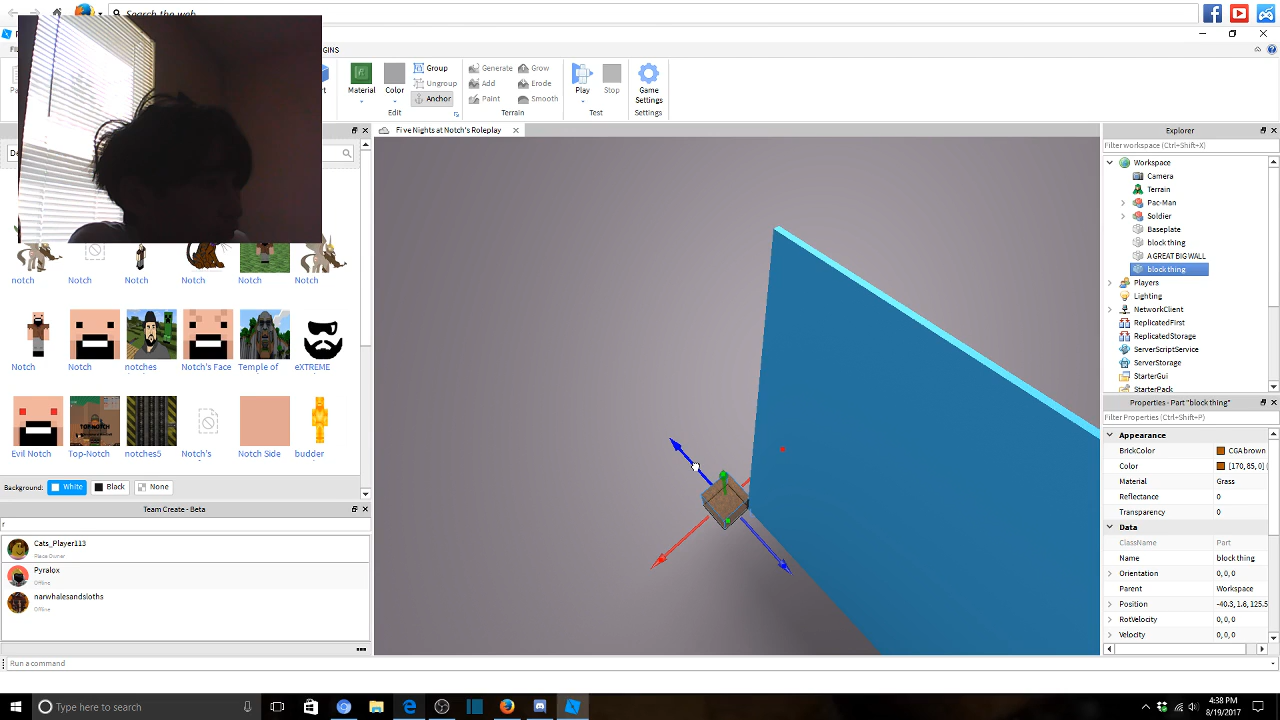 Search the web
GINS
Material
Color
Group
Ungroup
Anchor
Edit
Generate
Grow
Add
Erode
Paint
Smooth
Terrain
Play
Stop
Test
Game
Settings
Settings
Five Nights at Notch's Roleplay
notch
Notch
Notch
Notch
Notch
Notch
Notch
Notch
notches
Notch's Face
Temple of
eXTREME
Evil Notch
Top-Notch
notches5
Notch's
Notch Side
budder
Background:
White
Black
None
Team Create - Beta
r
Cats_Player113
Place Owner
Pyralox
Offline
narwhalesandsloths
Offline
Run a command
Explorer
Filter workspace (Ctrl+Shift+X)
Workspace
Camera
Terrain
Pac-Man
Soldier
Baseplate
block thing
A GREAT BIG WALL
block thing
Players
Lighting
NetworkClient
ReplicatedFirst
ReplicatedStorage
ServerScriptService
ServerStorage
StarterGui
StarterPack
Properties - Part "block thing"
Filter Properties (Ctrl+Shift+P)
Appearance
BrickColor
CGA brown
Color
[170, 85, 0]
Material
Grass
Reflectance
0
Transparency
0
Data
ClassName
Part
Name
block thing
Orientation
0, 0, 0
Parent
Workspace
Position
-40.3, 1.6, 125.5
RotVelocity
0, 0, 0
Velocity
0, 0, 0
Type here to search
4:38 PM
8/19/2017